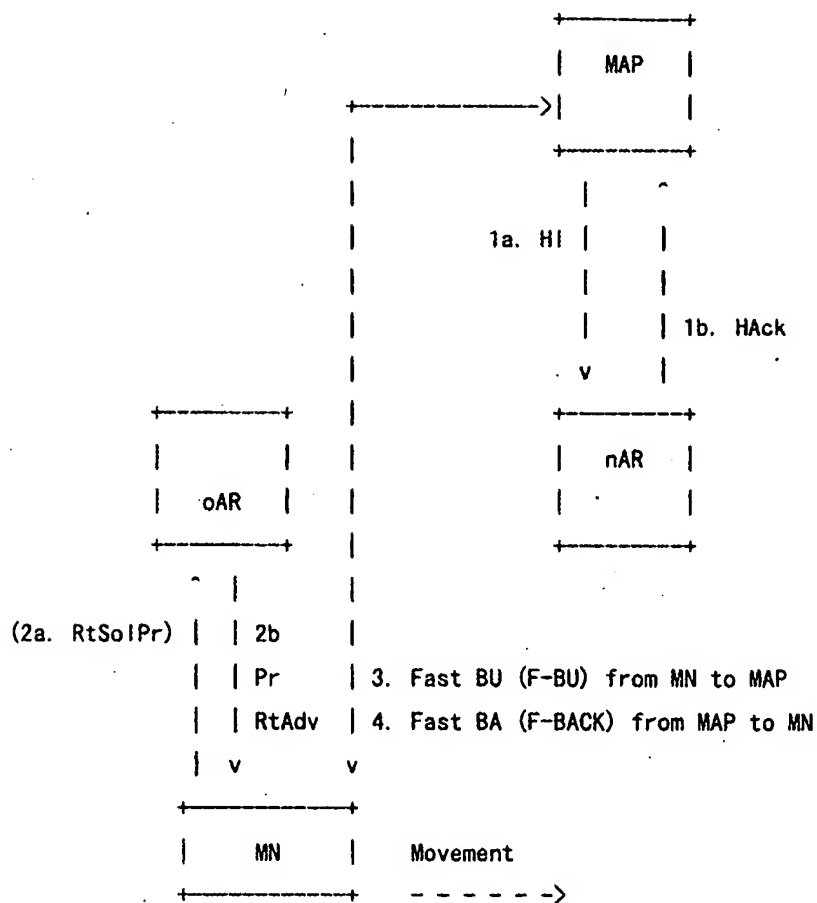 MAP
1a. HI
1b. HAck
nAR
oAR
(2a. RtSolPr) 2b
Pr 3. Fast BU (F-BU) from MN to MAP
RtAdv 4. Fast BA (F-BACK) from MAP to MN
v
v v
MN Movement